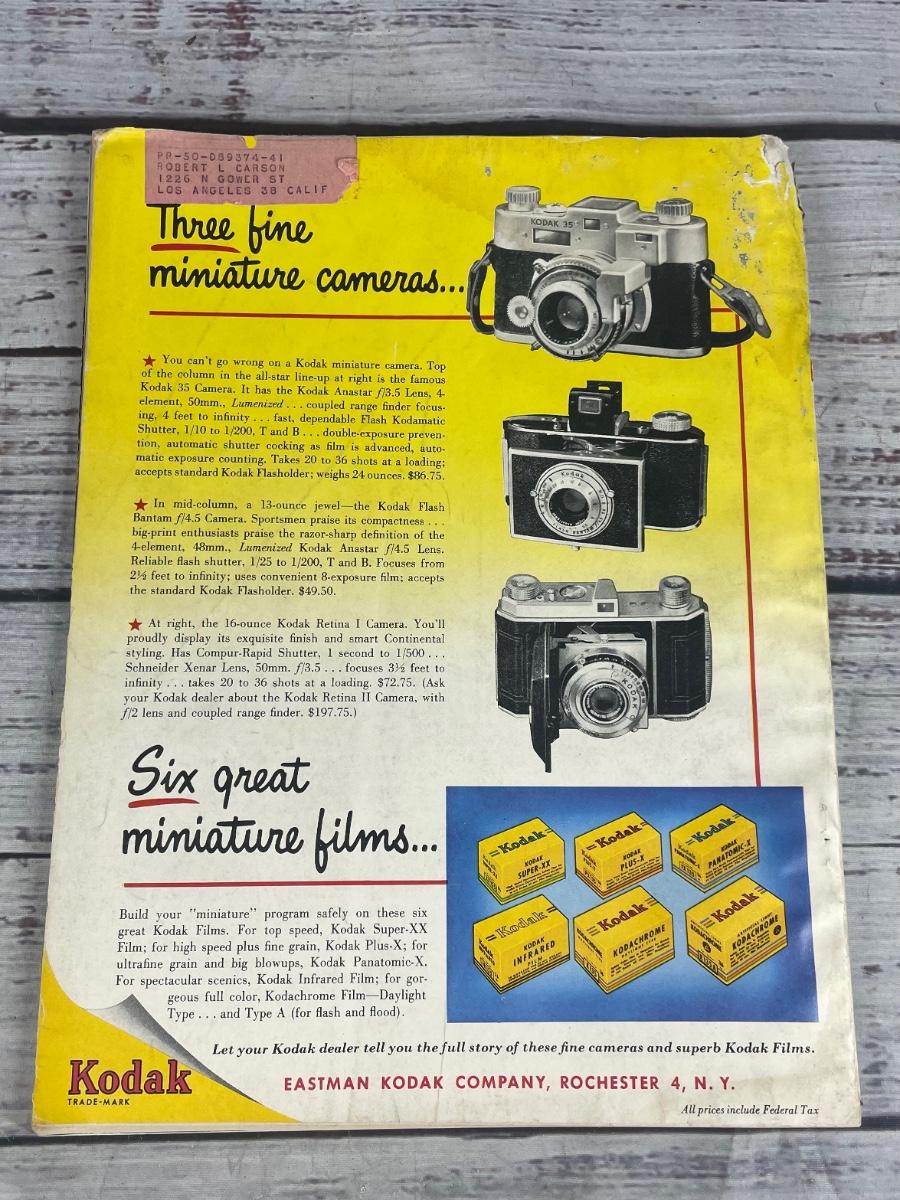 PP-50-D89374-41
ROBERT L CARSON
1226 N GOWER ST
LOS ANGELES 38 CALIF
Three fine
miniature cameras...
KODAK 35
★ You can't go wrong on a Kodak miniature camera. Top
of the column in the all-star line-up at right is the famous
Kodak 35 Camera. It has the Kodak Anastar f/3.5 Lens, 4-
element, 50mm., Lumenized . . . coupled range finder focus-
ing, 4 feet to infinity . . . fast, dependable Flash Kodamatic
Shutter, 1/10 to 1/200, T and B . . . double-exposure preven-
tion, automatic shutter cocking as film is advanced, auto-
matic exposure counting. Takes 20 to 36 shots at a loading;
accepts standard Kodak Flasholder; weighs 24 ounces. $86.75.
★ In mid-column, a 13-ounce jewel—the Kodak Flash
Bantam f/4.5 Camera. Sportsmen praise its compactness . . .
big-print enthusiasts praise the razor-sharp definition of the
4-element, 48mm., Lumenized Kodak Anastar f/4.5 Lens.
Reliable flash shutter, 1/25 to 1/200, T and B. Focuses from
2½ feet to infinity; uses convenient 8-exposure film; accepts
the standard Kodak Flasholder. $49.50.
Kodak
★ At right, the 16-ounce Kodak Retina I Camera. You'll
proudly display its exquisite finish and smart Continental
styling. Has Compur-Rapid Shutter, 1 second to 1/500 . . .
Schneider Xenar Lens, 50mm. f/3.5 . . . focuses 3½ feet to
infinity . . . takes 20 to 36 shots at a loading. $72.75. (Ask
your Kodak dealer about the Kodak Retina II Camera, with
f/2 lens and coupled range finder. $197.75.)
KODAK
Six great
miniature films...
Kodak
KODAK
SUPER-XX
Kodak
KODAK
PLUS-X
Kodak
KODAK
PANATOMIC-X
Kodak
KODAK
INFRARED
FILM
Kodak
KODACHROME
Kodak
KODACHROME
Build your "miniature" program safely on these six
great Kodak Films. For top speed, Kodak Super-XX
Film; for high speed plus fine grain, Kodak Plus-X; for
ultrafine grain and big blowups, Kodak Panatomic-X.
For spectacular scenics, Kodak Infrared Film; for gor-
geous full color, Kodachrome Film—Daylight
Type . . . and Type A (for flash and flood).
Let your Kodak dealer tell you the full story of these fine cameras and superb Kodak Films.
Kodak
TRADE-MARK
EASTMAN KODAK COMPANY, ROCHESTER 4, N. Y.
All prices include Federal Tax